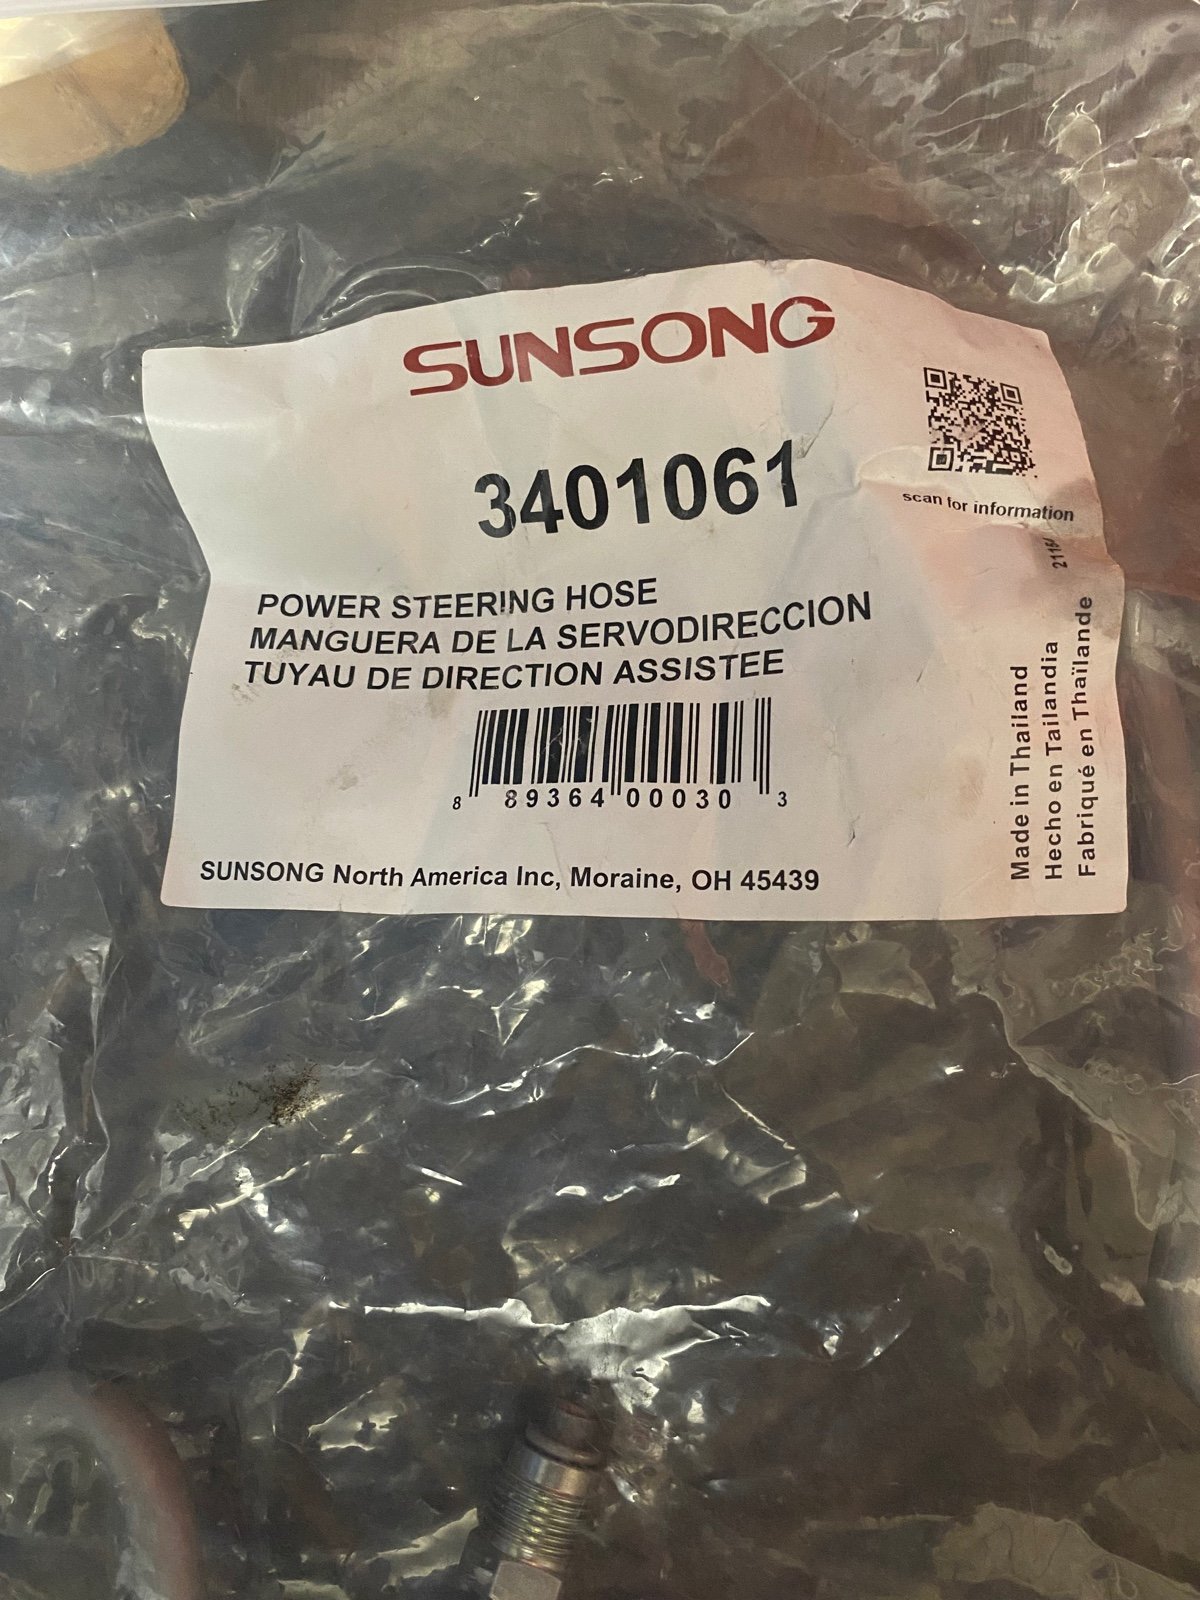 SUNSONG
3401061
scan for information
POWER STEERING HOSE
MANGUERA DE LA SERVODIRECCION
TUYAU DE DIRECTION ASSISTEE
8 89364 00030 3
SUNSONG North America Inc, Moraine, OH 45439
Made in Thailand
Hecho en Tailandia
Fabriqué en Thaïlande